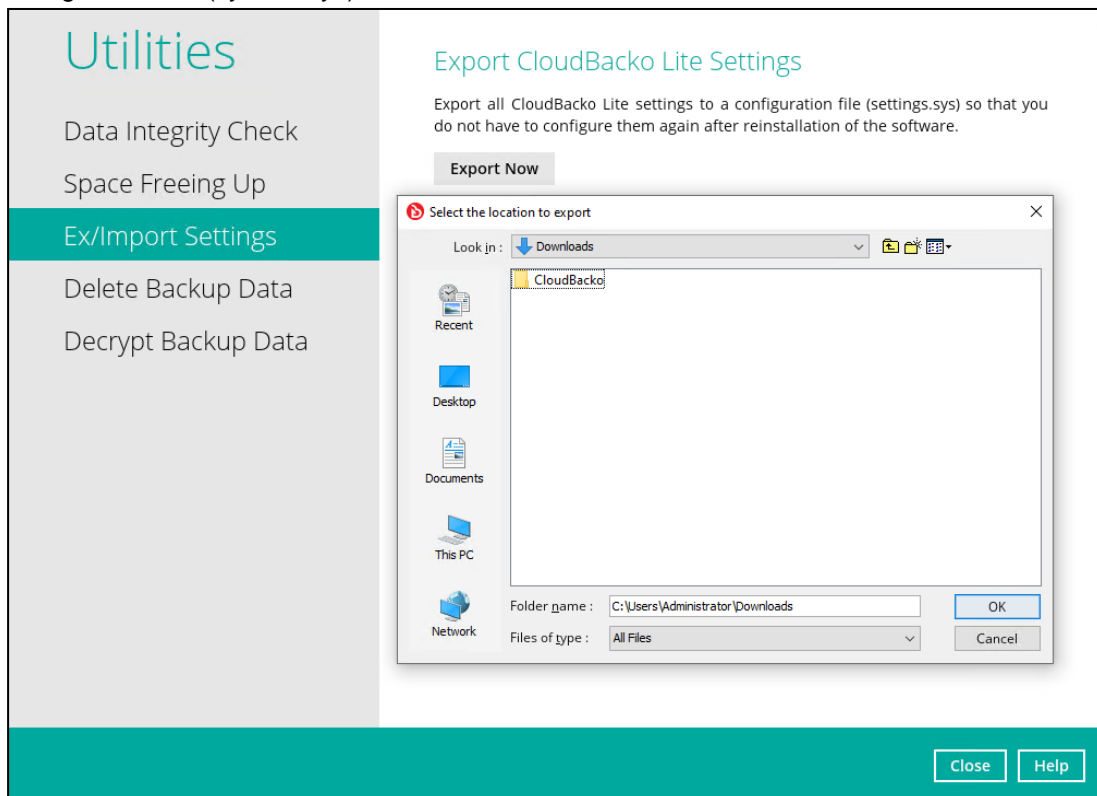 Utilities
Data Integrity Check
Space Freeing Up
Ex/Import Settings
Delete Backup Data
Decrypt Backup Data
Export CloudBacko Lite Settings
Export all CloudBacko Lite settings to a configuration file (settings.sys) so that you
do not have to configure them again after reinstallation of the software.
Export Now
Select the location to export
Look in : Downloads
CloudBacko
Recent
Desktop
Documents
This PC
Network
Folder name : C:\Users\Administrator\Downloads
OK
Files of type : All Files
Cancel
Close Help